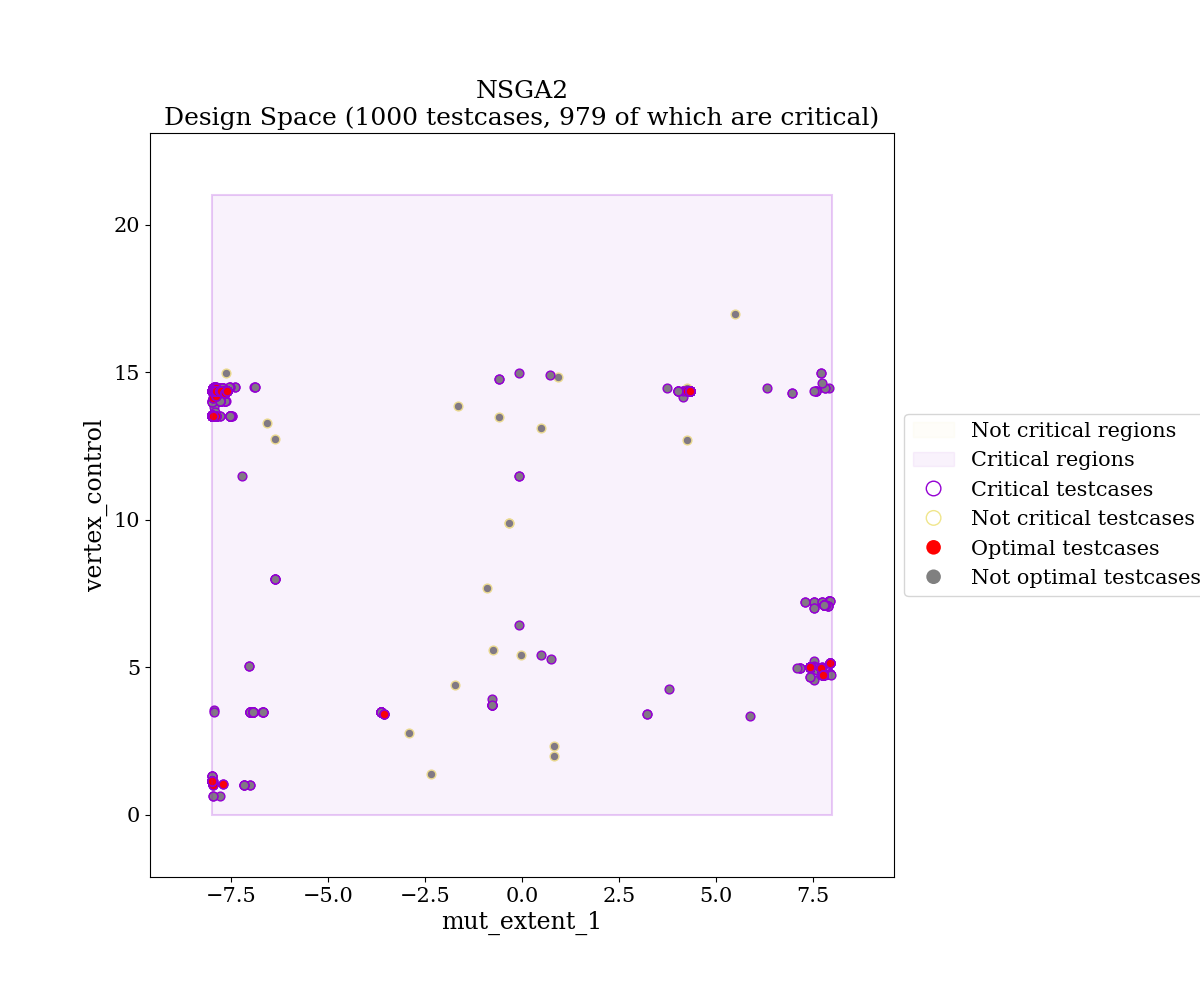 NSGA2
Design Space (1000 testcases, 979 of which are critical)
vertex_control
20
15
10
5
0
−7.5 −5.0 −2.5 0.0 2.5 5.0 7.5
mut_extent_1
Not critical regions
Critical regions
Critical testcases
Not critical testcases
Optimal testcases
Not optimal testcases